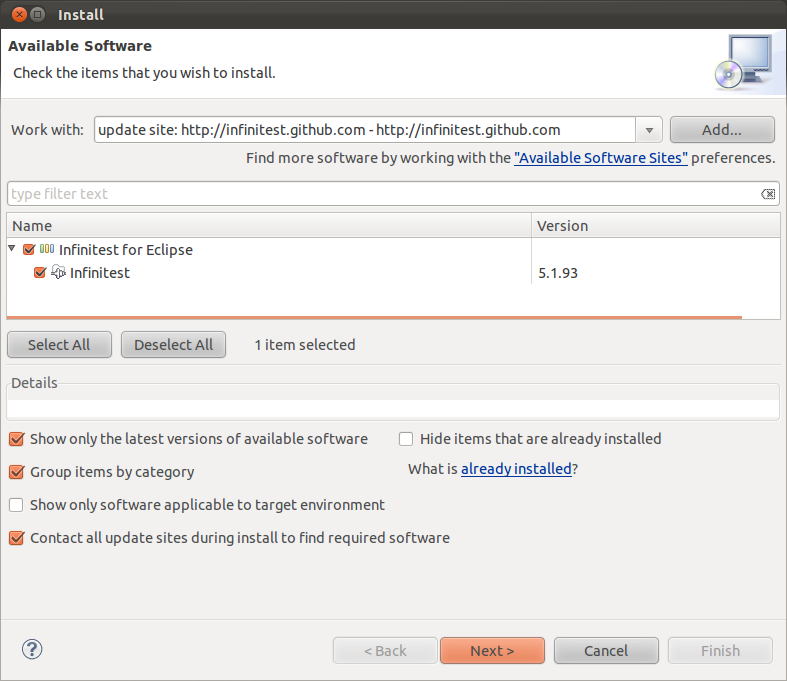 Install
Available Software
Check the items that you wish to install.
Work with: update site: http://infinitest.github.com - http://infinitest.github.com Add...
Find more software by working with the "Available Software Sites" preferences.
type filter text
Name Version
Infinitest for Eclipse
Infinitest 5.1.93
Select All Deselect All 1 item selected
Details
Show only the latest versions of available software Hide items that are already installed
Group items by category What is already installed?
Show only software applicable to target environment
Contact all update sites during install to find required software
? < Back Next > Cancel Finish